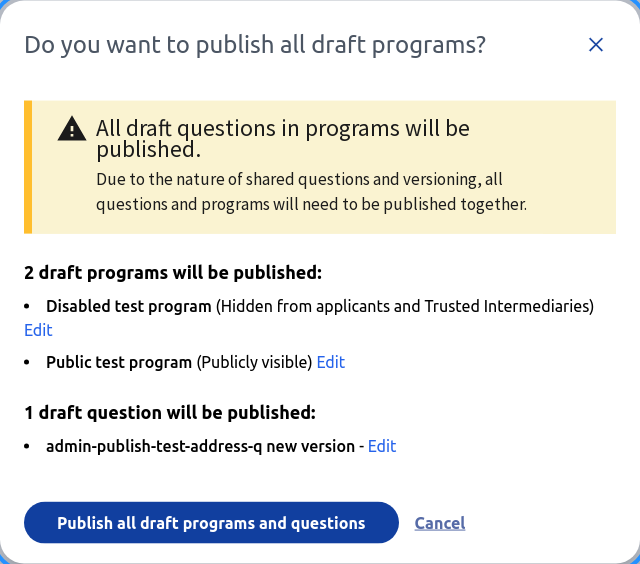 Do you want to publish all draft programs?
All draft questions in programs will be
published.
Due to the nature of shared questions and versioning, all
questions and programs will need to be published together.
2 draft programs will be published:
• Disabled test program (Hidden from applicants and Trusted Intermediaries)
Edit
• Public test program (Publicly visible) Edit
1 draft question will be published:
• admin-publish-test-address-q new version - Edit
Publish all draft programs and questions Cancel